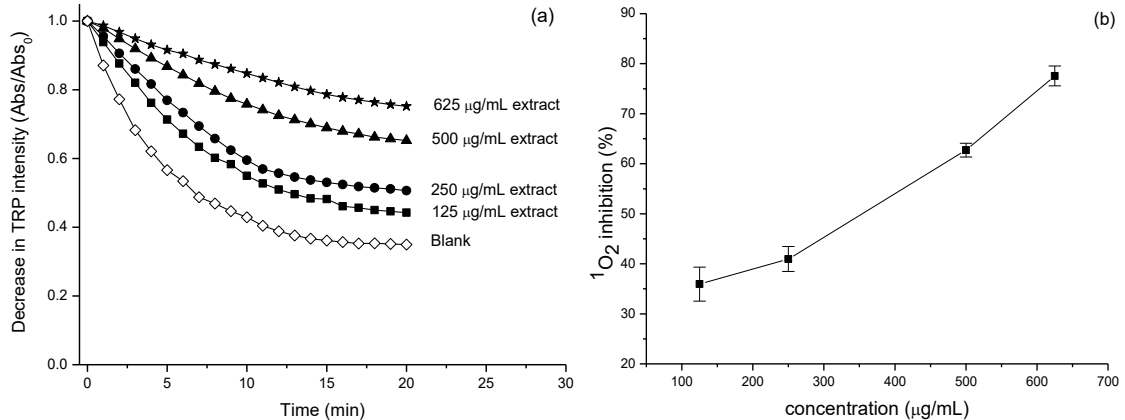 (a)
1.0
0.8
0.6
0.4
0.2
0.0
Decrease in TRP intensity (Abs/Abs₀)
625 µg/mL extract
500 µg/mL extract
250 µg/mL extract
125 µg/mL extract
Blank
0 5 10 15 20 25 30
Time (min)
(b)
90
80
70
60
50
40
30
20
¹O₂ inhibition (%)
100 200 300 400 500 600 700
concentration (µg/mL)